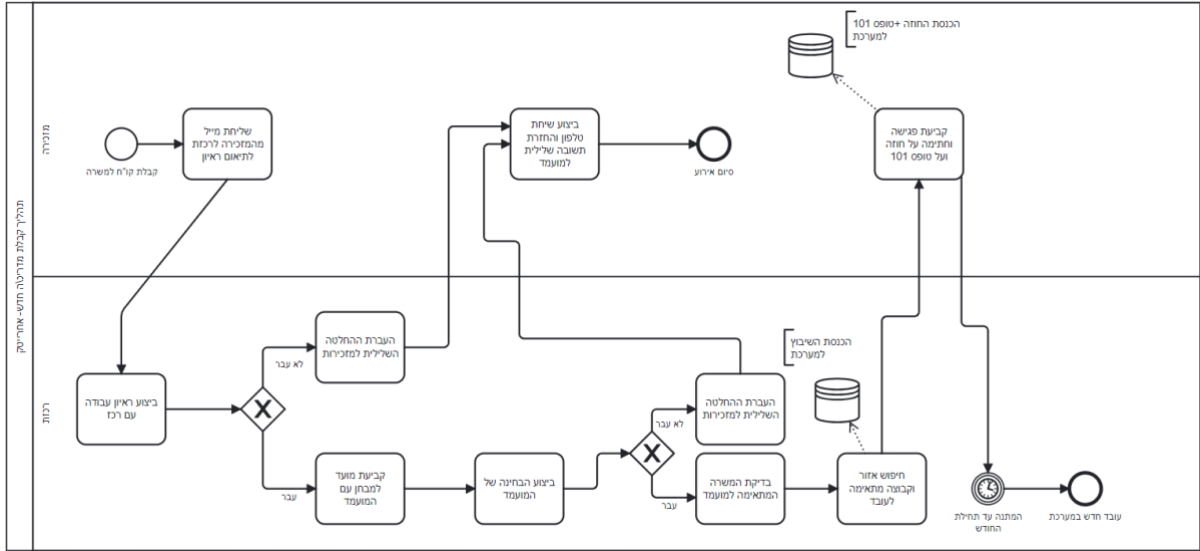 תהליך קבלת מדריכ/ה חדש- אחרייטק
מזכירה
קבלת קו"ח למשרה
שליחת מייל
מהמזכירה לרכזת
לתיאום ראיון
ביצוע שיחת
טלפון והחזרת
תשובה שלילית
למועמד
סיום אירוע
הכנסת החוזה +טופס 101
למערכת
קביעת פגישה
וחתימה על חוזה
ועל טופס 101
רכזת
ביצוע ראיון עבודה
עם רכז
לא עבר
העברת ההחלטה
השלילית למזכירות
עבר
קביעת מועד
למבחן עם
המועמד
ביצוע הבחינה של
המועמד
לא עבר
העברת ההחלטה
השלילית למזכירות
עבר
בדיקת המשרה
המתאימה למועמד
הכנסת השיבוץ
למערכת
חיפוש אזור
וקבוצה מתאימה
לעובד
המתנה עד תחילת
החודש
עובד חדש במערכת